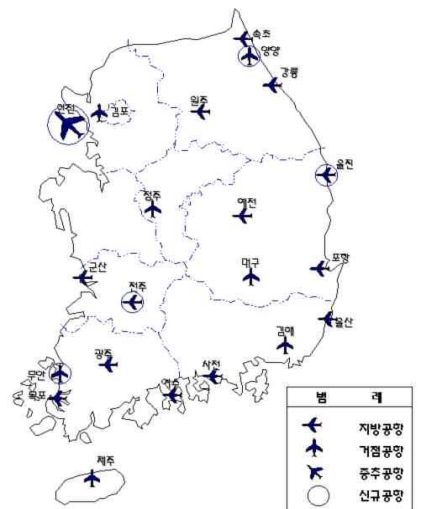 속초
양양
강릉
인천
김포
원주
울진
청주
예천
대구
포항
군산
전주
울산
김해
광주
사천
무안
여수
목포
제주
범 례
지방공항
거점공항
중추공항
신규공항